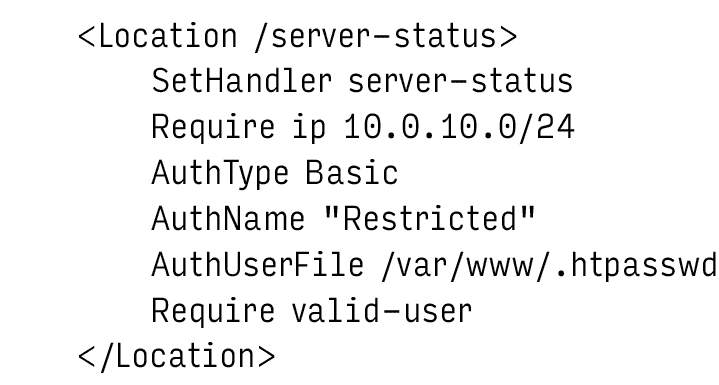 <Location /server-status>
    SetHandler server-status
    Require ip 10.0.10.0/24
    AuthType Basic
    AuthName "Restricted"
    AuthUserFile /var/www/.htpasswd
    Require valid-user
</Location>